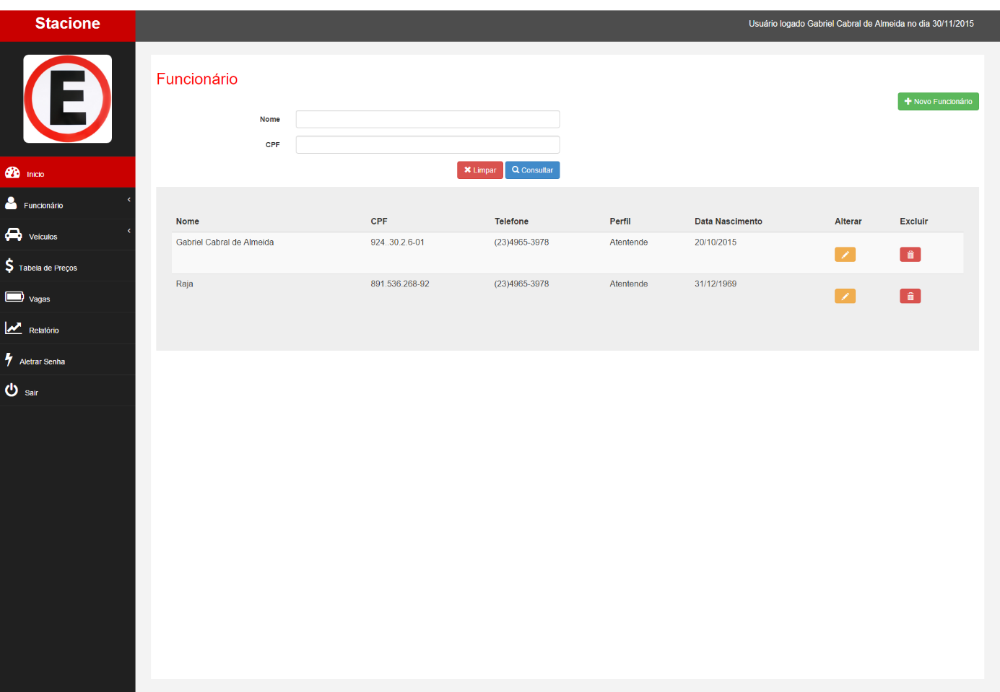 Stacione
Usuário logado Gabriel Cabral de Almeida no dia 30/11/2015
E
Inicio
Funcionário
Veiculos
Tabela de Preços
Vagas
Relatório
Aletrar Senha
Sair
Funcionário
Novo Funcionário
Nome
CPF
Limpar Consultar
Nome CPF Telefone Perfil Data Nascimento Alterar Excluir
Gabriel Cabral de Almeida 924..30.2.6-01 (23)4965-3978 Atentende 20/10/2015
Raja 891.536.268-92 (23)4965-3978 Atentende 31/12/1969